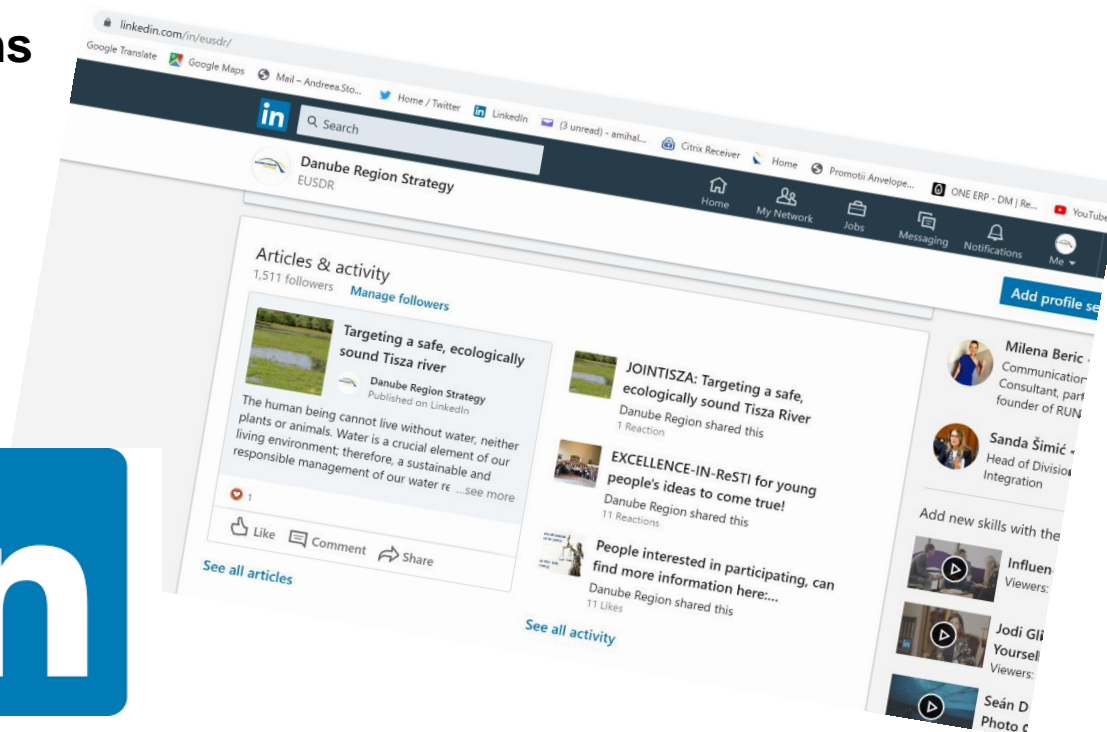 linkedin.com/in/eusdr/
Google Translate Google Maps Mail – Andreea.Sto... Home / Twitter LinkedIn (3 unread) - amihal... Citrix Receiver Home Promotii Anvelope... ONE ERP - DM | Re... YouTube
in Search
Home My Network Jobs Messaging Notifications Me
Danube Region Strategy
EUSDR
Add profile se
Articles & activity
1,511 followers Manage followers
Targeting a safe, ecologically
sound Tisza river
Danube Region Strategy
Published on LinkedIn
The human being cannot live without water, neither
plants or animals. Water is a crucial element of our
living environment; therefore, a sustainable and
responsible management of our water re ...see more
1
Like Comment Share
See all articles
JOINTISZA: Targeting a safe,
ecologically sound Tisza River
Danube Region shared this
1 Reaction
EXCELLENCE-IN-ReSTI for young
people's ideas to come true!
Danube Region shared this
11 Reactions
People interested in participating, can
find more information here:...
Danube Region shared this
11 Likes
See all activity
Milena Beric -
Communication
Consultant, part
founder of RUN
Sanda Šimić -
Head of Division
Integration
Add new skills with the
Influen
Viewers:
Jodi Gli
Yoursel
Viewers:
Seán D
Photo
n